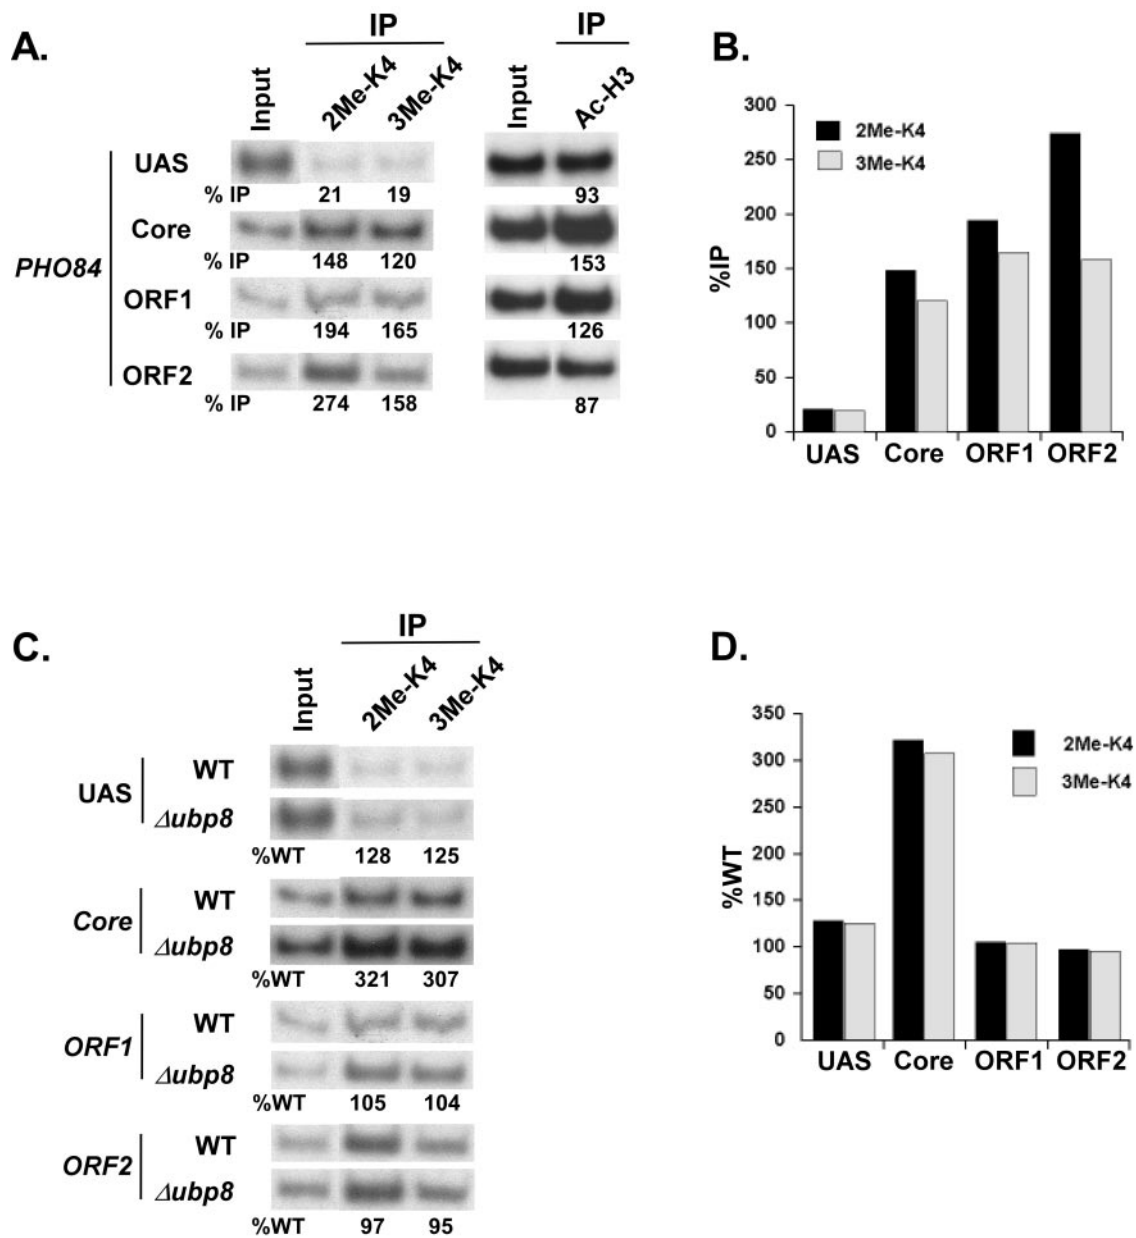 A.
IP
IP
Input
2Me-K4
3Me-K4
Input
Ac-H3
PHO84
UAS
% IP 21 19 93
Core
% IP 148 120 153
ORF1
% IP 194 165 126
ORF2
% IP 274 158 87
B.
300
250
200
150
100
50
0
%IP
2Me-K4
3Me-K4
UAS Core ORF1 ORF2
C.
IP
Input
2Me-K4
3Me-K4
UAS
WT
Δubp8
%WT 128 125
Core
WT
Δubp8
%WT 321 307
ORF1
WT
Δubp8
%WT 105 104
ORF2
WT
Δubp8
%WT 97 95
D.
350
300
250
200
150
100
50
0
%WT
2Me-K4
3Me-K4
UAS Core ORF1 ORF2